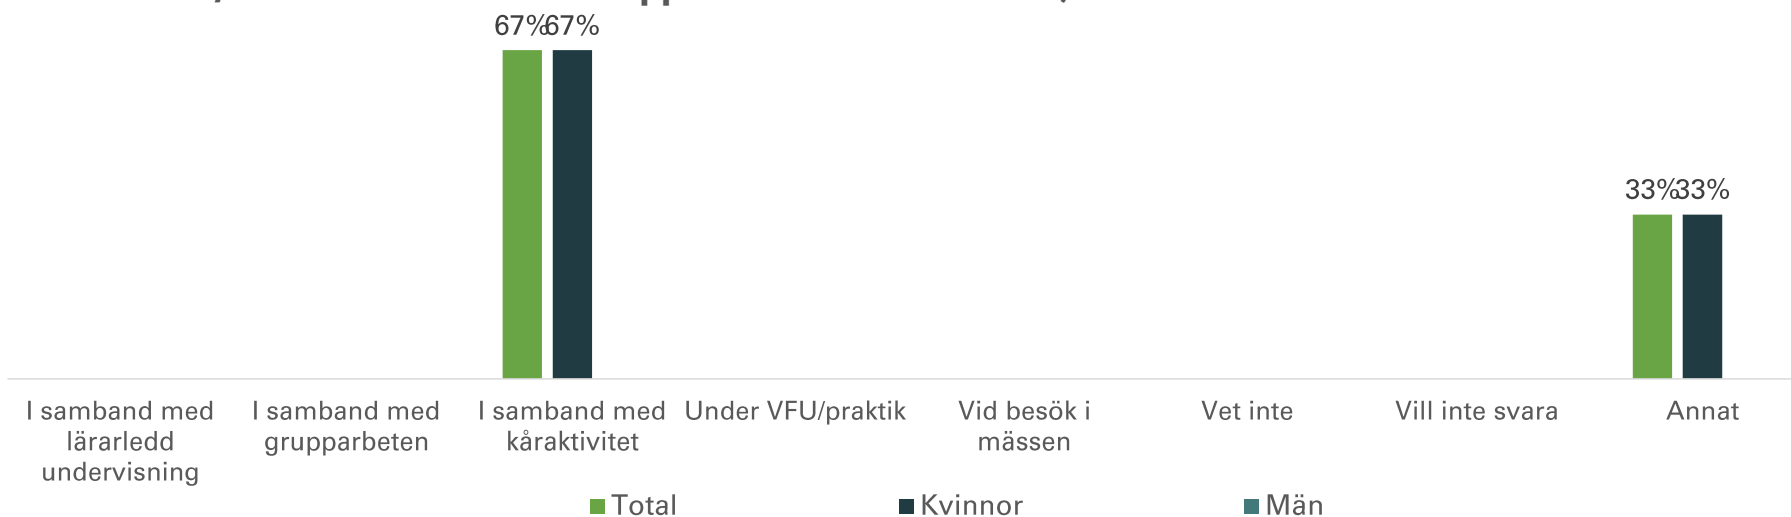 67% 67%
33% 33%
I samband med lärarledd undervisning
I samband med grupparbeten
I samband med kåraktivitet
Under VFU/praktik
Vid besök i mässen
Vet inte
Vill inte svara
Annat
Total
Kvinnor
Män